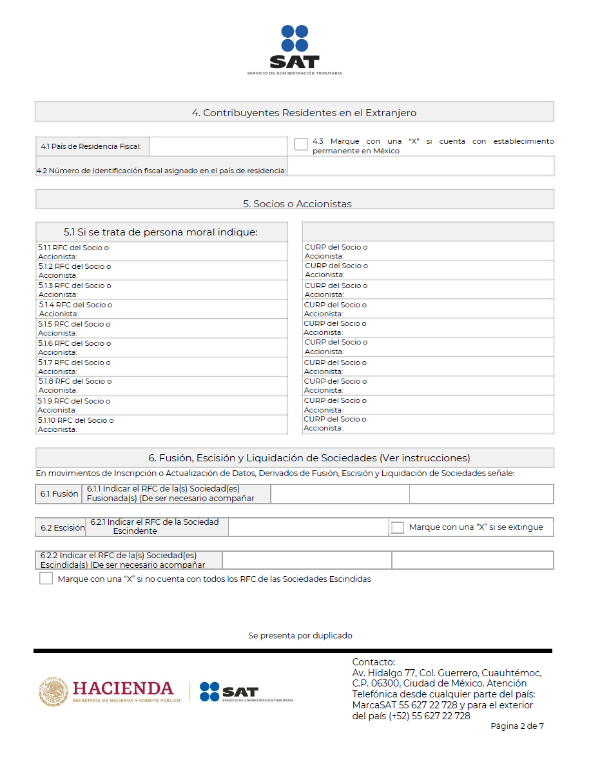 SAT
SERVICIO DE ADMINISTRACIÓN TRIBUTARIA
4. Contribuyentes Residentes en el Extranjero
4.1 País de Residencia Fiscal:
4.3 Marque con una "X" si cuenta con establecimiento
permanente en México
4.2 Número de Identificación fiscal asignado en el país de residencia:
5. Socios o Accionistas
5.1 Si se trata de persona moral indique:
5.1.1 RFC del Socio o
Accionista:
CURP del Socio o
Accionista:
5.1.2 RFC del Socio o
Accionista:
CURP del Socio o
Accionista:
5.1.3 RFC del Socio o
Accionista:
CURP del Socio o
Accionista:
5.1.4 RFC del Socio o
Accionista:
CURP del Socio o
Accionista:
5.1.5 RFC del Socio o
Accionista:
CURP del Socio o
Accionista:
5.1.6 RFC del Socio o
Accionista:
CURP del Socio o
Accionista:
5.1.7 RFC del Socio o
Accionista:
CURP del Socio o
Accionista:
5.1.8 RFC del Socio o
Accionista:
CURP del Socio o
Accionista:
5.1.9 RFC del Socio o
Accionista:
CURP del Socio o
Accionista:
5.1.10 RFC del Socio o
Accionista:
CURP del Socio o
Accionista:
6. Fusión, Escisión y Liquidación de Sociedades (Ver instrucciones)
En movimientos de Inscripción o Actualización de Datos, Derivados de Fusión, Escisión y Liquidación de Sociedades señale:
6.1 Fusión
6.1.1 Indicar el RFC de la(s) Sociedad(es)
Fusionada(s) (De ser necesario acompañar
6.2 Escisión
6.2.1 Indicar el RFC de la Sociedad
Escindente
Marque con una "X" si se extingue
6.2.2 Indicar el RFC de la(s) Sociedad(es)
Escindida(s) (De ser necesario acompañar
Marque con una "X" si no cuenta con todos los RFC de las Sociedades Escindidas
Se presenta por duplicado
HACIENDA
SECRETARÍA DE HACIENDA Y CRÉDITO PÚBLICO
SAT
SERVICIO DE ADMINISTRACIÓN TRIBUTARIA
Contacto:
Av. Hidalgo 77, Col. Guerrero, Cuauhtémoc,
C.P. 06300, Ciudad de México. Atención
Telefónica desde cualquier parte del país:
MarcaSAT 55 627 22 728 y para el exterior
del país (+52) 55 627 22 728
Página 2 de 7